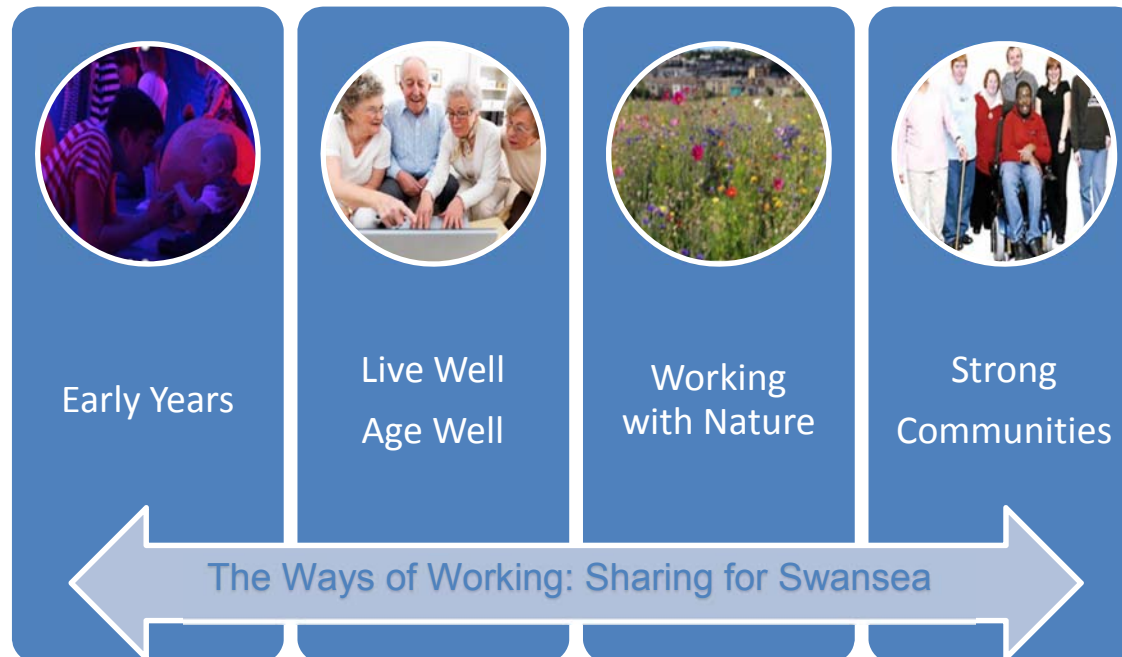 Early Years
Live Well
Age Well
Working
with Nature
Strong
Communities
The Ways of Working: Sharing for Swansea